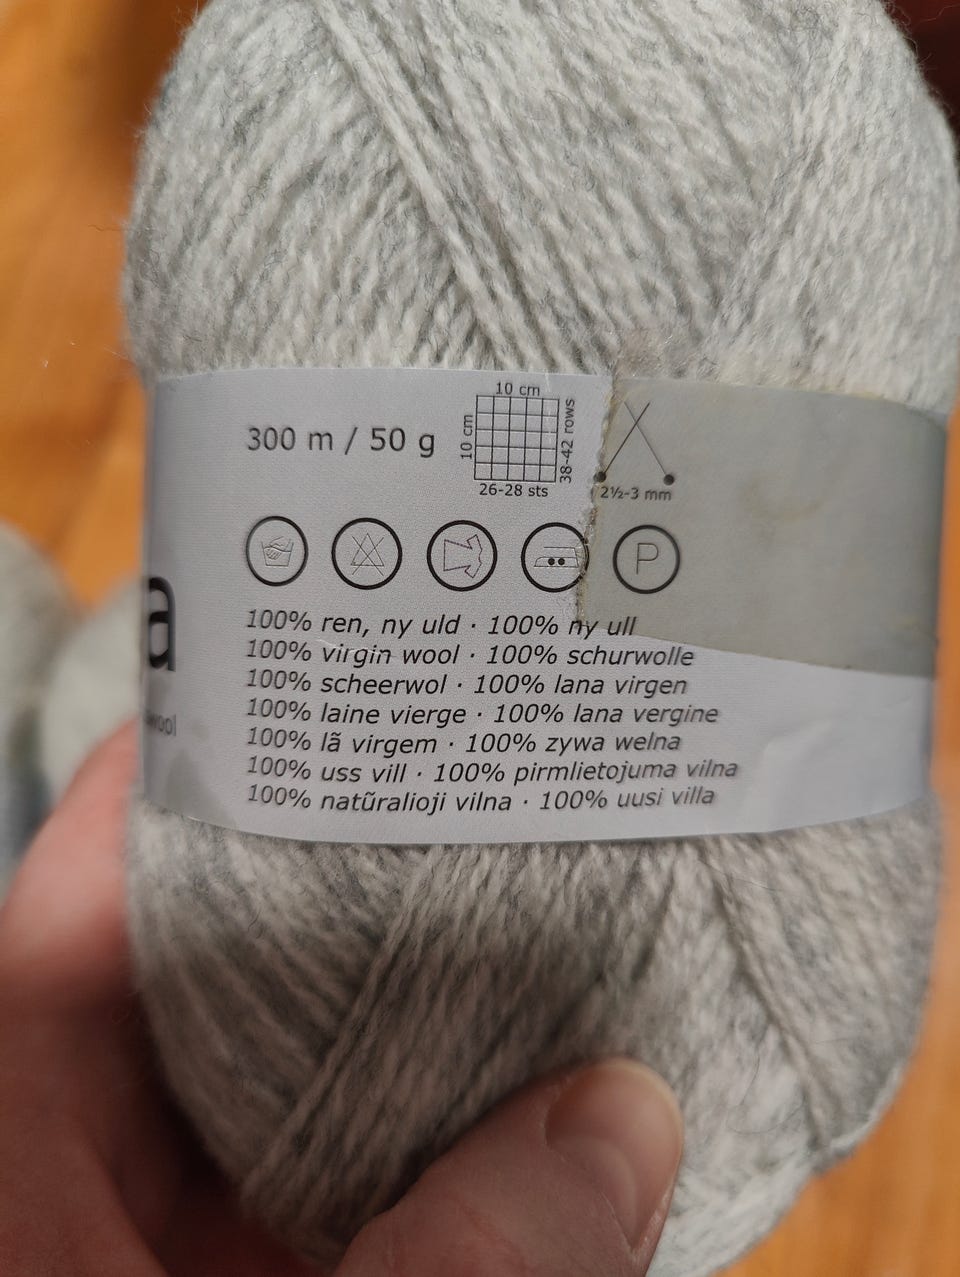 300 m / 50 g
10 cm
10 cm
38-42 rows
26-28 sts
2½-3 mm
P
a
wool
100% ren, ny uld · 100% ny ull
100% virgin wool · 100% schurwolle
100% scheerwol · 100% lana virgen
100% laine vierge · 100% lana vergine
100% lã virgem · 100% zywa welna
100% uss vill · 100% pirmlietojuma vilna
100% natũralioji vilna · 100% uusi villa